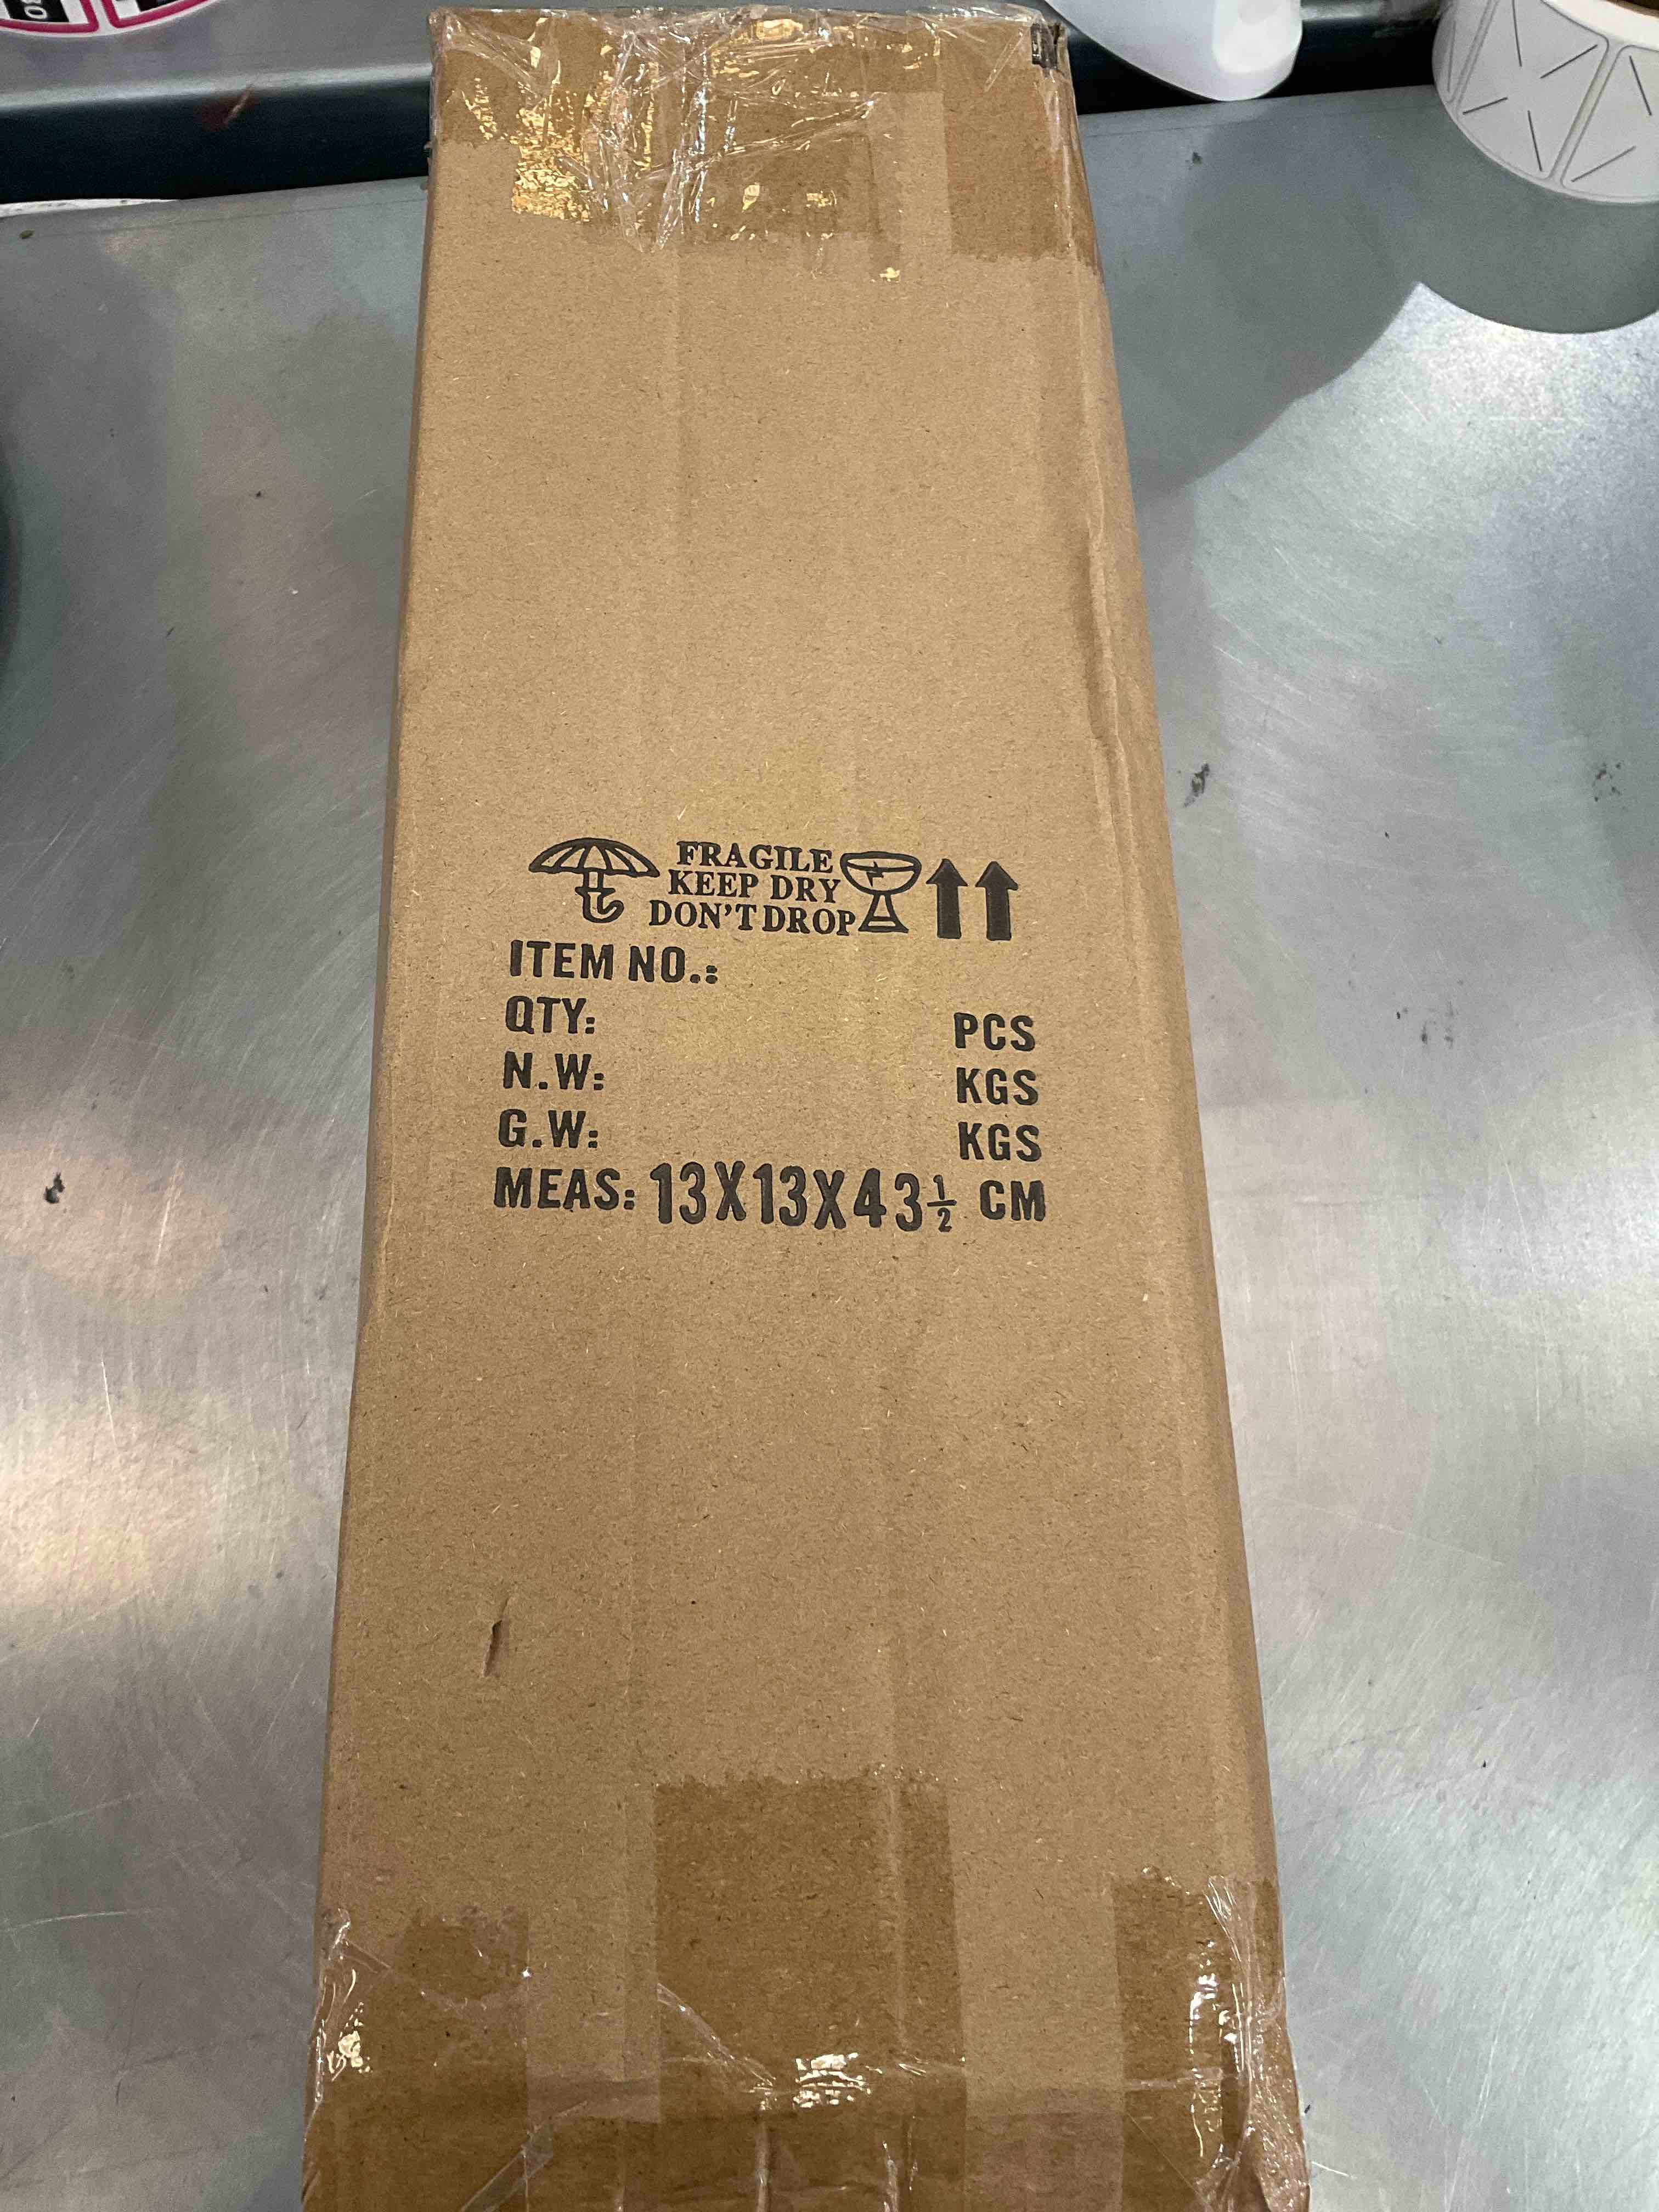 FRAGILE
KEEP DRY
DON'T DROP
ITEM NO.:
QTY: PCS
N.W: KGS
G.W: KGS
MEAS: 13X13X43½ CM